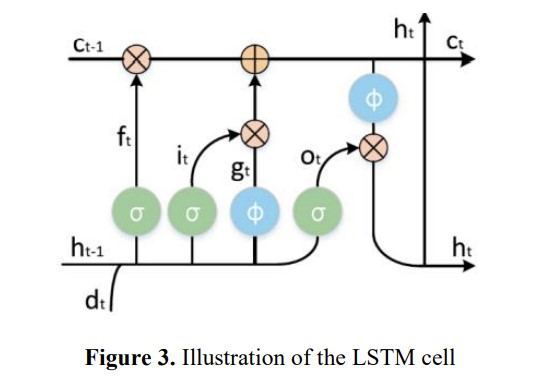 hₜ
Cₜ₋₁
Cₜ
ϕ
fₜ
iₜ
gₜ
oₜ
σ
σ
ϕ
σ
hₜ₋₁
hₜ
dₜ
Figure 3. Illustration of the LSTM cell